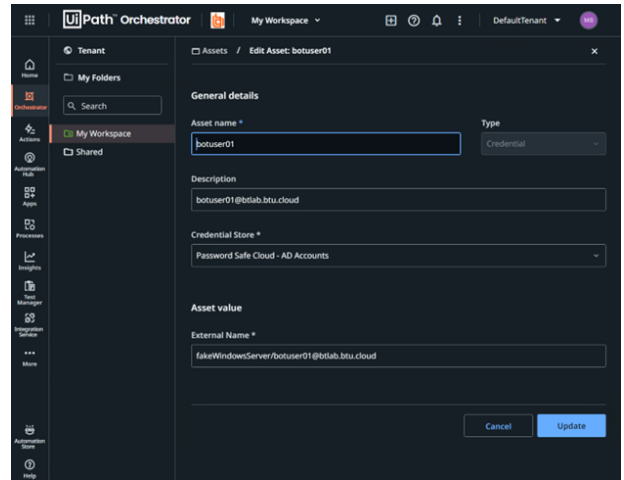 UiPath™ Orchestrator
My Workspace
DefaultTenant
MS
Home
Orchestrator
Actions
Automation
Hub
Apps
Processes
Insights
Test
Manager
Integration
Service
More
Automation
Store
Help
Tenant
My Folders
Search
My Workspace
Shared
Assets / Edit Asset: botuser01
General details
Asset name *
botuser01
Type
Credential
Description
botuser01@btlab.btu.cloud
Credential Store *
Password Safe Cloud - AD Accounts
Asset value
External Name *
fakeWindowsServer/botuser01@btlab.btu.cloud
Cancel
Update